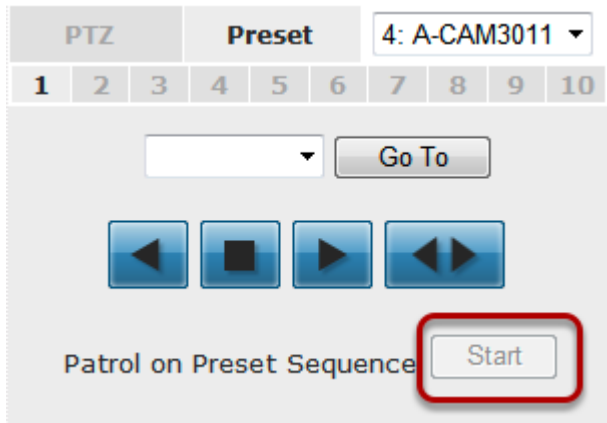 PTZ Preset 4: A-CAM3011
1 2 3 4 5 6 7 8 9 10
Go To
Patrol on Preset Sequence Start